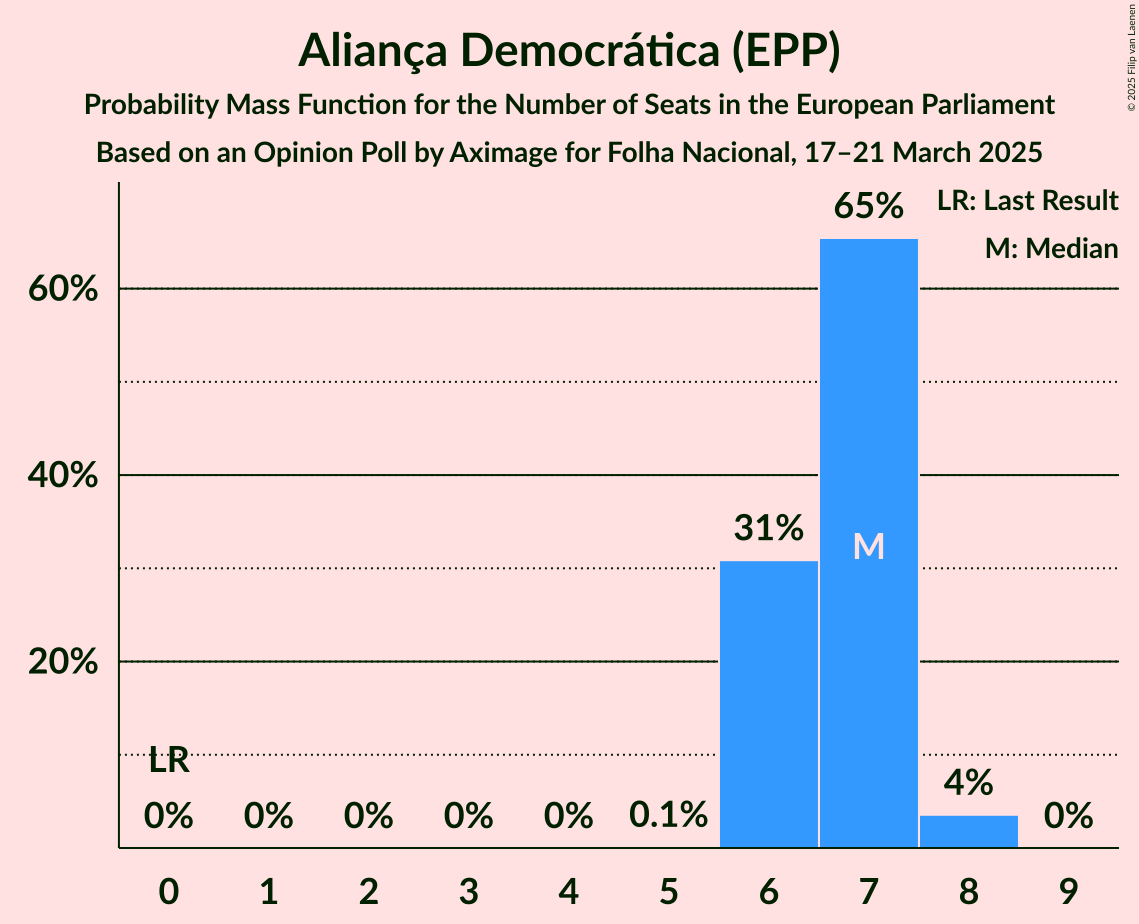 Aliança Democrática (EPP)
Probability Mass Function for the Number of Seats in the European Parliament
Based on an Opinion Poll by Aximage for Folha Nacional, 17–21 March 2025
© 2025 Filip van Laenen
LR: Last Result
M: Median
65%
60%
40%
31%
M
20%
LR
4%
0% 0% 0% 0% 0% 0.1% 0%
0 1 2 3 4 5 6 7 8 9